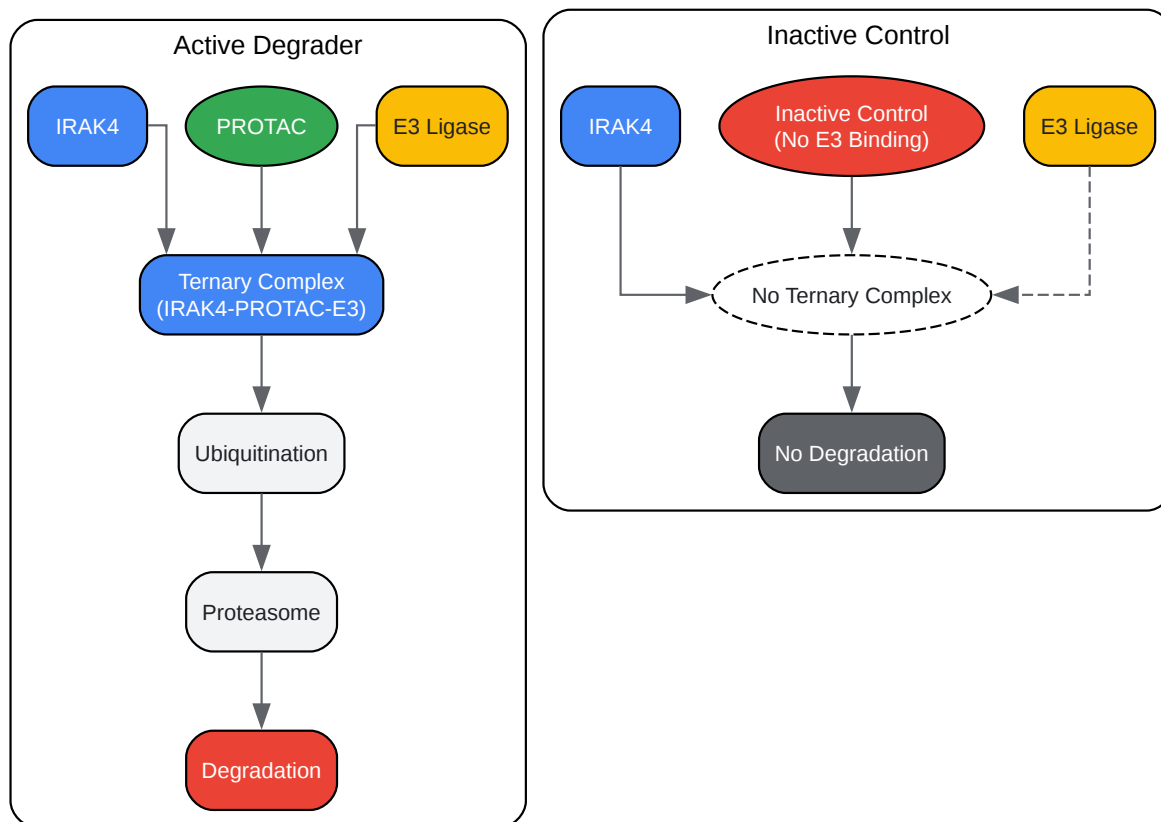 Active Degrader
IRAK4
PROTAC
E3 Ligase
Ternary Complex
(IRAK4-PROTAC-E3)
Ubiquitination
Proteasome
Degradation
Inactive Control
IRAK4
Inactive Control
(No E3 Binding)
E3 Ligase
No Ternary Complex
No Degradation